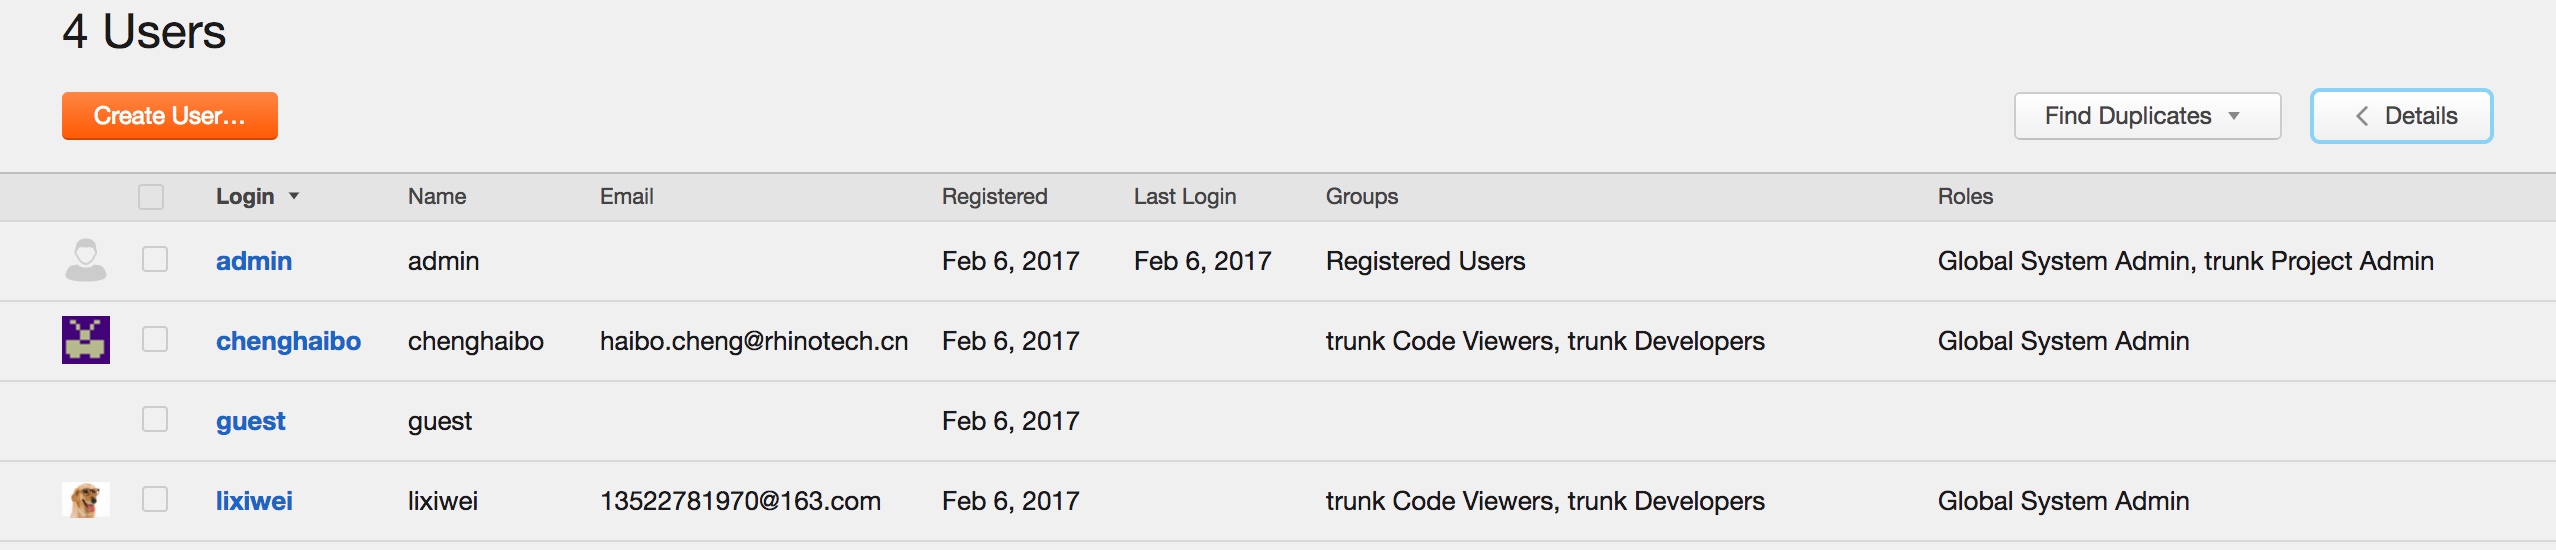 4 Users
Create User... Find Duplicates Details
Login Name Email Registered Last Login Groups Roles
admin admin Feb 6, 2017 Feb 6, 2017 Registered Users Global System Admin, trunk Project Admin
chenghaibo chenghaibo haibo.cheng@rhinotech.cn Feb 6, 2017 trunk Code Viewers, trunk Developers Global System Admin
guest guest Feb 6, 2017
lixiwei lixiwei 13522781970@163.com Feb 6, 2017 trunk Code Viewers, trunk Developers Global System Admin